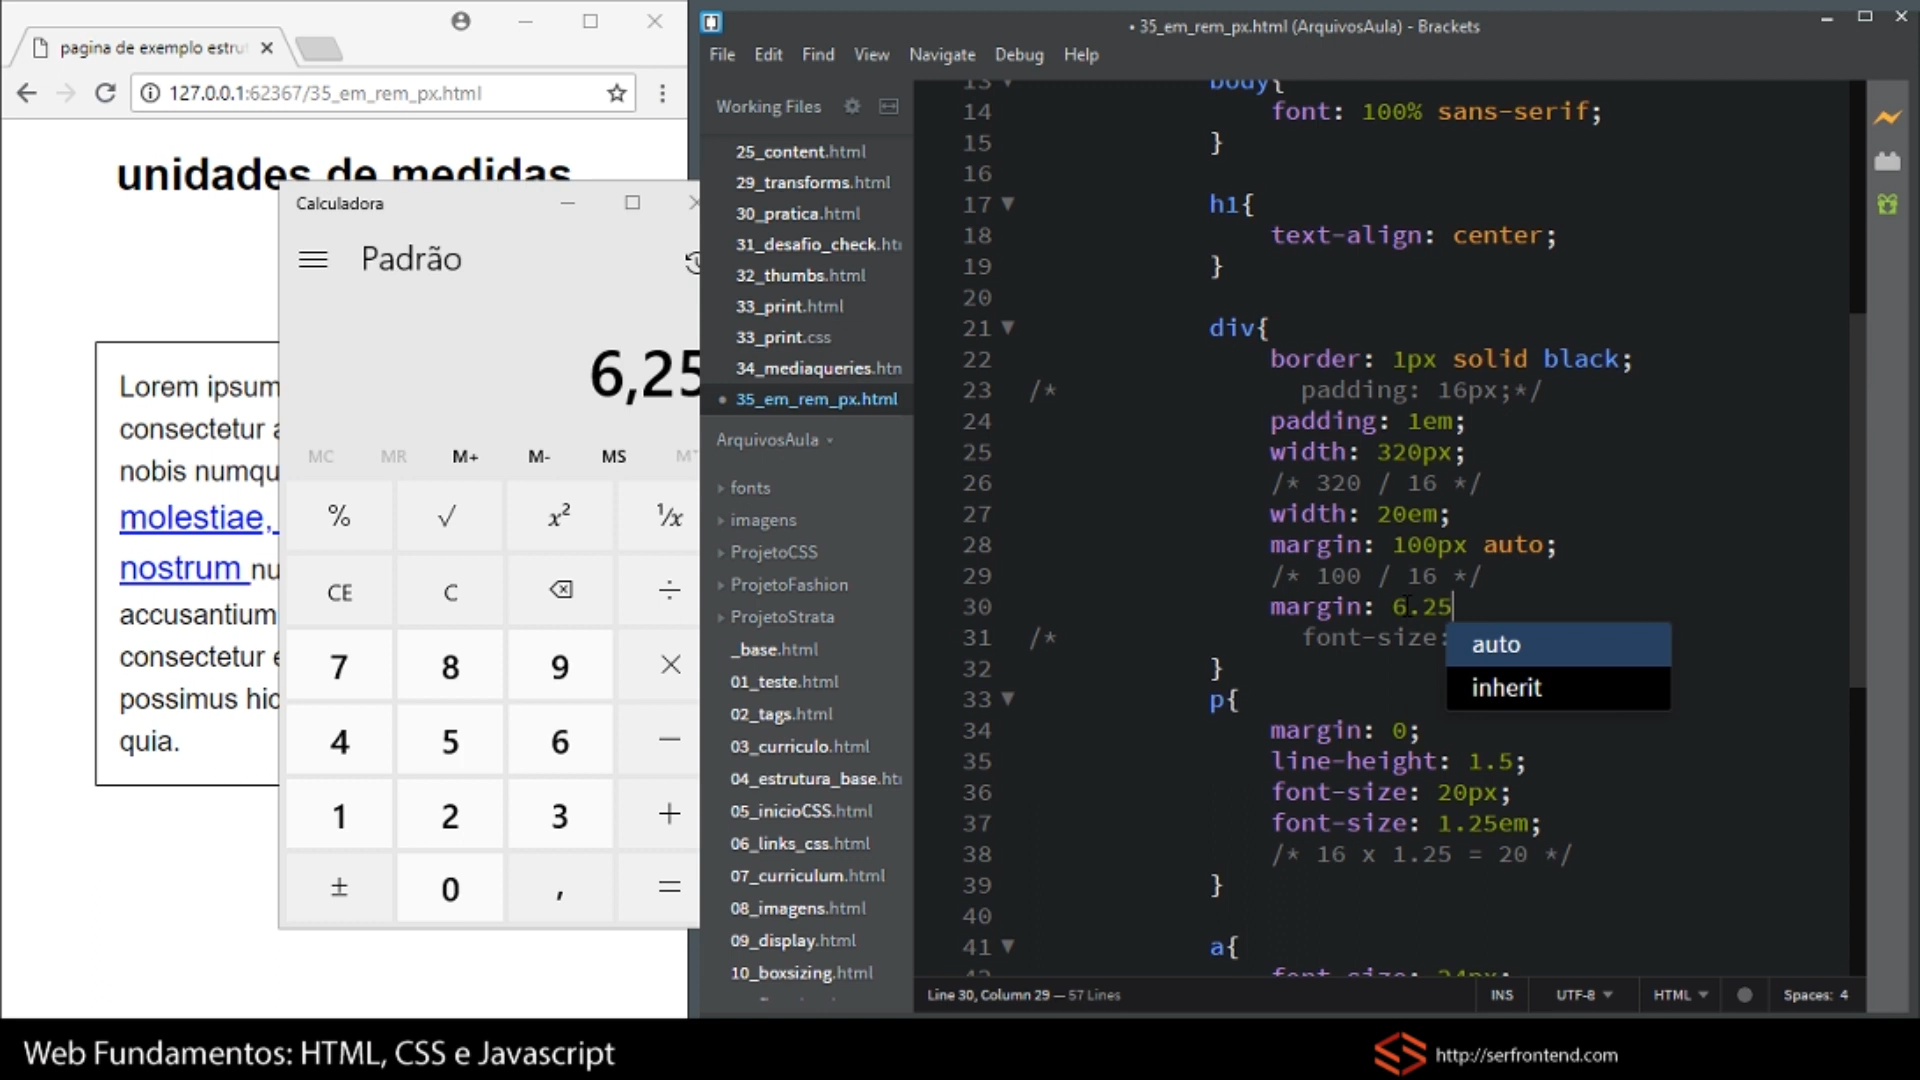 pagina de exemplo estru
127.0.0.1:62367/35_em_rem_px.html
unidades de medidas
Lorem ipsum
consectetur a
nobis numqu
molestiae,
nostrum nu
accusantium
consectetur e
possimus hic
quia.
Calculadora
Padrão
6,25
MC MR M+ M- MS M
% √ x² ¹/x
CE C ÷
7 8 9 ×
4 5 6 −
1 2 3 +
± 0 , =
• 35_em_rem_px.html (ArquivosAula) - Brackets
File Edit Find View Navigate Debug Help
Working Files
25_content.html
29_transforms.html
30_pratica.html
31_desafio_check.ht
32_thumbs.html
33_print.html
33_print.css
34_mediaqueries.htn
35_em_rem_px.html
ArquivosAula
fonts
imagens
ProjetoCSS
ProjetoFashion
ProjetoStrata
_base.html
01_teste.html
02_tags.html
03_curriculo.html
04_estrutura_base.ht
05_inicioCSS.html
06_links_css.html
07_curriculum.html
08_imagens.html
09_display.html
10_boxsizing.html
13 body{
14 font: 100% sans-serif;
15 }
16
17 h1{
18 text-align: center;
19 }
20
21 div{
22 border: 1px solid black;
23 /* padding: 16px;*/
24 padding: 1em;
25 width: 320px;
26 /* 320 / 16 */
27 width: 20em;
28 margin: 100px auto;
29 /* 100 / 16 */
30 margin: 6.25
31 /* font-size:
auto
inherit
32 }
33 p{
34 margin: 0;
35 line-height: 1.5;
36 font-size: 20px;
37 font-size: 1.25em;
38 /* 16 x 1.25 = 20 */
39 }
40
41 a{
42 font-size: 24px;
Line 30, Column 29 — 57 Lines
INS UTF-8 HTML Spaces: 4
Web Fundamentos: HTML, CSS e Javascript
http://serfrontend.com